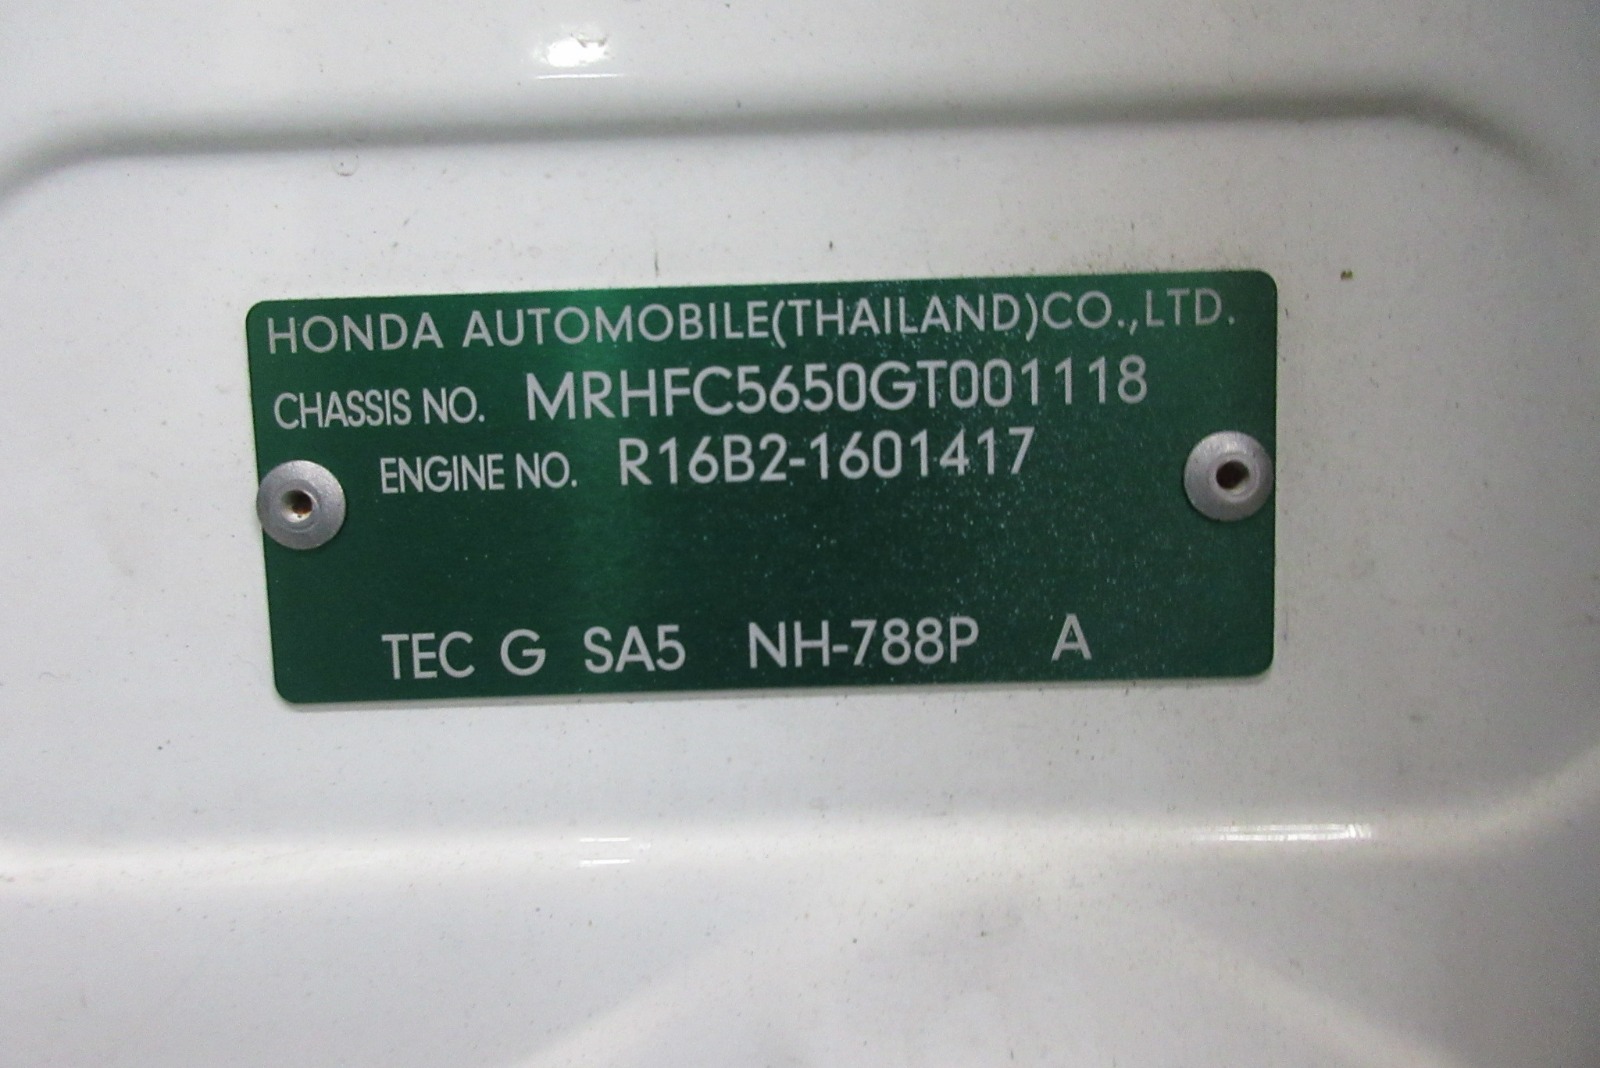 HONDA AUTOMOBILE(THAILAND)CO.,LTD.
CHASSIS NO. MRHFC5650GT001118
ENGINE NO. R16B2-1601417
TEC G SA5 NH-788P A